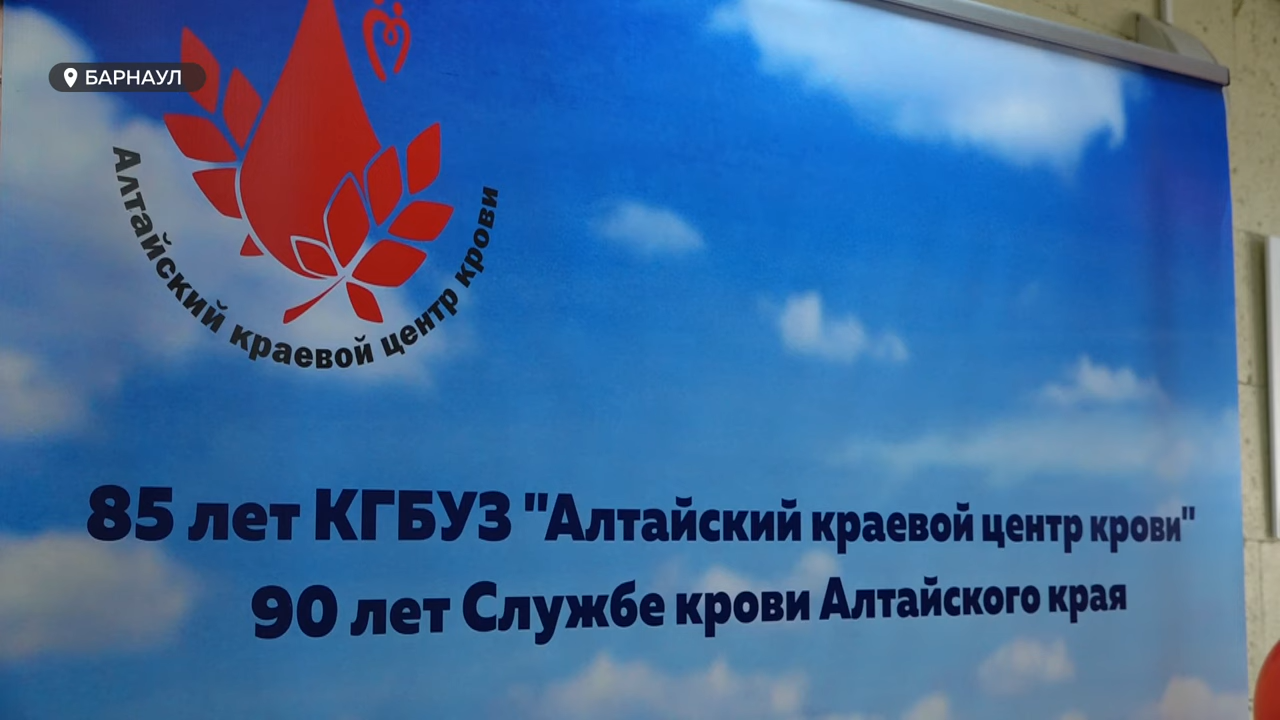 БАРНАУЛ
Алтайский краевой центр крови
85 лет КГБУЗ "Алтайский краевой центр крови"
90 лет Службе крови Алтайского края